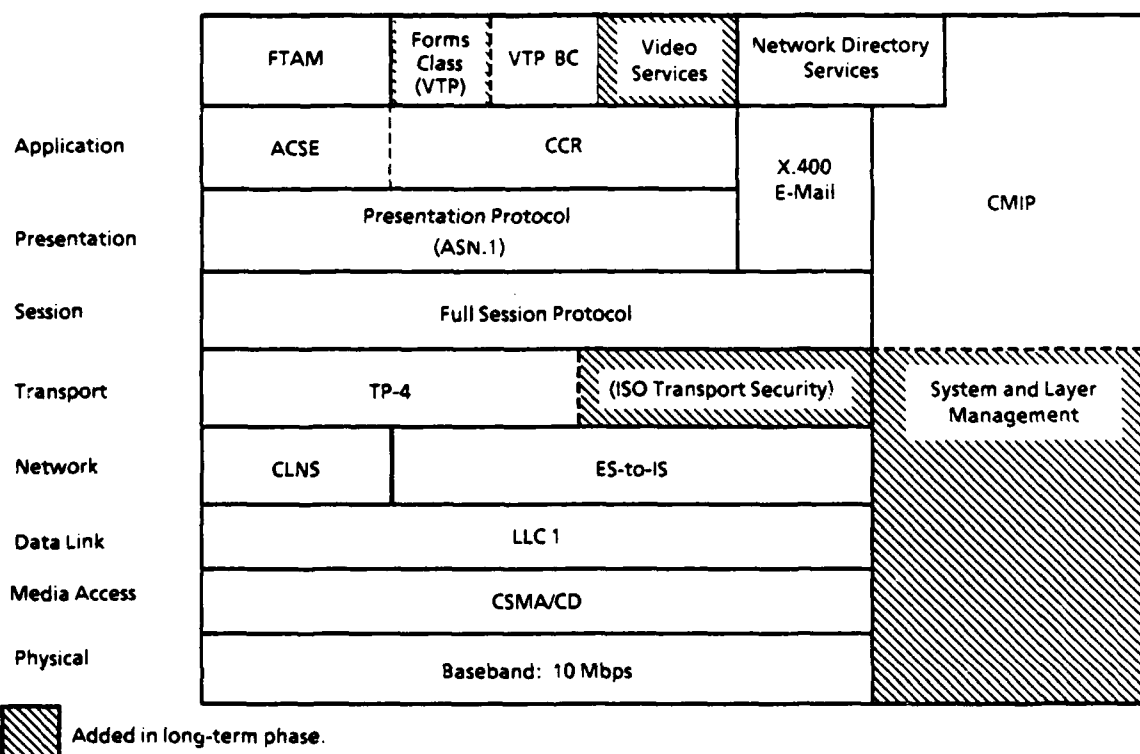 FTAM
Forms
Class
(VTP)
VTP BC
Video
Services
Network Directory
Services
Application
ACSE
CCR
X.400
E-Mail
CMIP
Presentation
Presentation Protocol
(ASN.1)
Session
Full Session Protocol
Transport
TP-4
(ISO Transport Security)
System and Layer
Management
Network
CLNS
ES-to-IS
Data Link
LLC 1
Media Access
CSMA/CD
Physical
Baseband: 10 Mbps
Added in long-term phase.